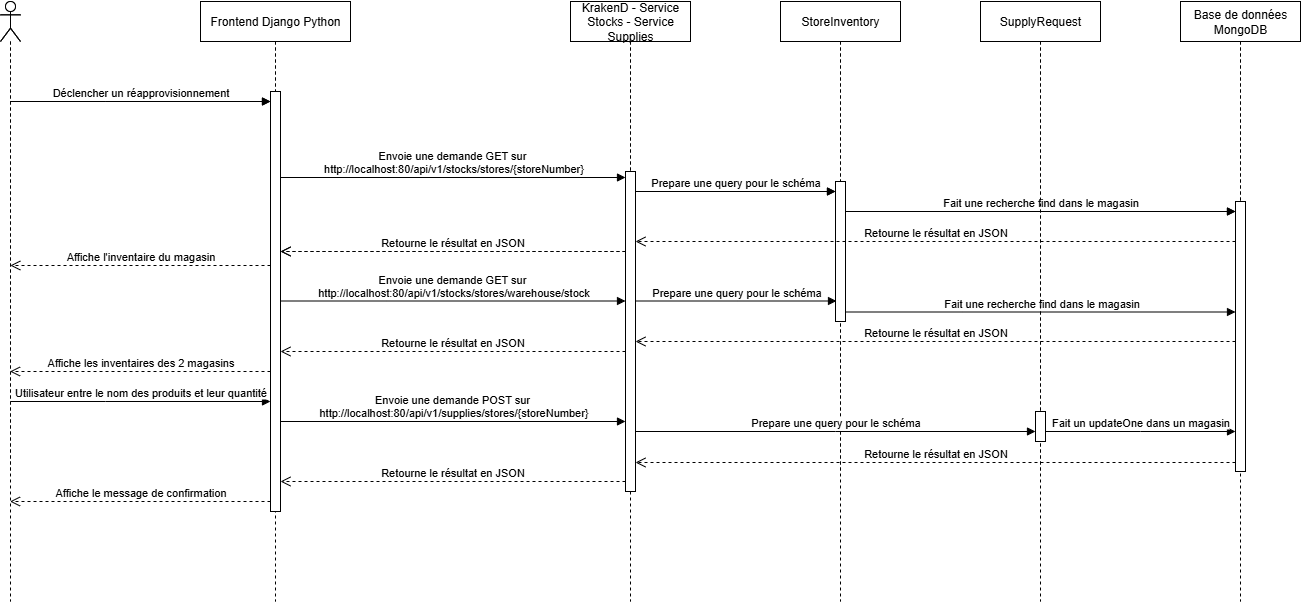 Frontend Django Python
KrakenD - Service
Stocks - Service
Supplies
StoreInventory
SupplyRequest
Base de données
MongoDB
Déclencher un réapprovisionnement
Envoie une demande GET sur
http://localhost:80/api/v1/stocks/stores/{storeNumber}
Prepare une query pour le schéma
Fait une recherche find dans le magasin
Retourne le résultat en JSON
Retourne le résultat en JSON
Affiche l'inventaire du magasin
Envoie une demande GET sur
http://localhost:80/api/v1/stocks/stores/warehouse/stock
Prepare une query pour le schéma
Fait une recherche find dans le magasin
Retourne le résultat en JSON
Retourne le résultat en JSON
Affiche les inventaires des 2 magasins
Utilisateur entre le nom des produits et leur quantité
Envoie une demande POST sur
http://localhost:80/api/v1/supplies/stores/{storeNumber}
Prepare une query pour le schéma
Fait un updateOne dans un magasin
Retourne le résultat en JSON
Retourne le résultat en JSON
Affiche le message de confirmation